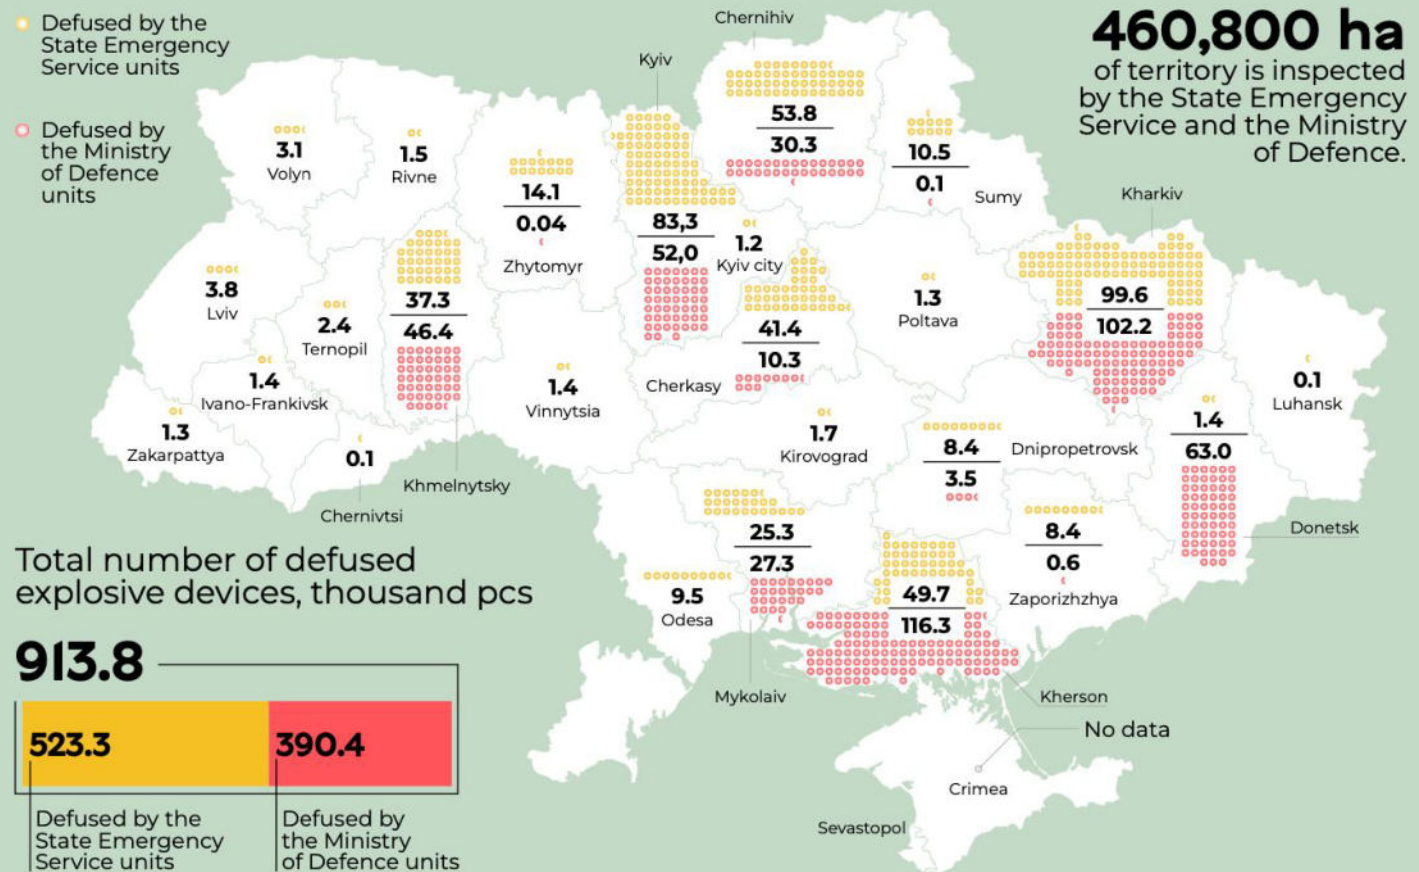 Defused by the
State Emergency
Service units
Defused by
the Ministry
of Defence
units
460,800 ha
of territory is inspected
by the State Emergency
Service and the Ministry
of Defence.
Chernihiv
53.8
30.3
Kyiv
83,3
52,0
1.2
Kyiv city
10.5
0.1
Sumy
Kharkiv
99.6
102.2
3.1
Volyn
1.5
Rivne
14.1
0.04
Zhytomyr
3.8
Lviv
2.4
Ternopil
37.3
46.4
Khmelnytsky
41.4
10.3
Cherkasy
1.3
Poltava
0.1
Luhansk
1.4
Ivano-Frankivsk
1.3
Zakarpattya
0.1
Chernivtsi
1.4
Vinnytsia
1.7
Kirovograd
8.4
3.5
Dnipropetrovsk
1.4
63.0
Donetsk
25.3
27.3
Mykolaiv
9.5
Odesa
49.7
116.3
Kherson
8.4
0.6
Zaporizhzhya
No data
Crimea
Sevastopol
Total number of defused
explosive devices, thousand pcs
913.8
523.3
390.4
Defused by the
State Emergency
Service units
Defused by
the Ministry
of Defence units